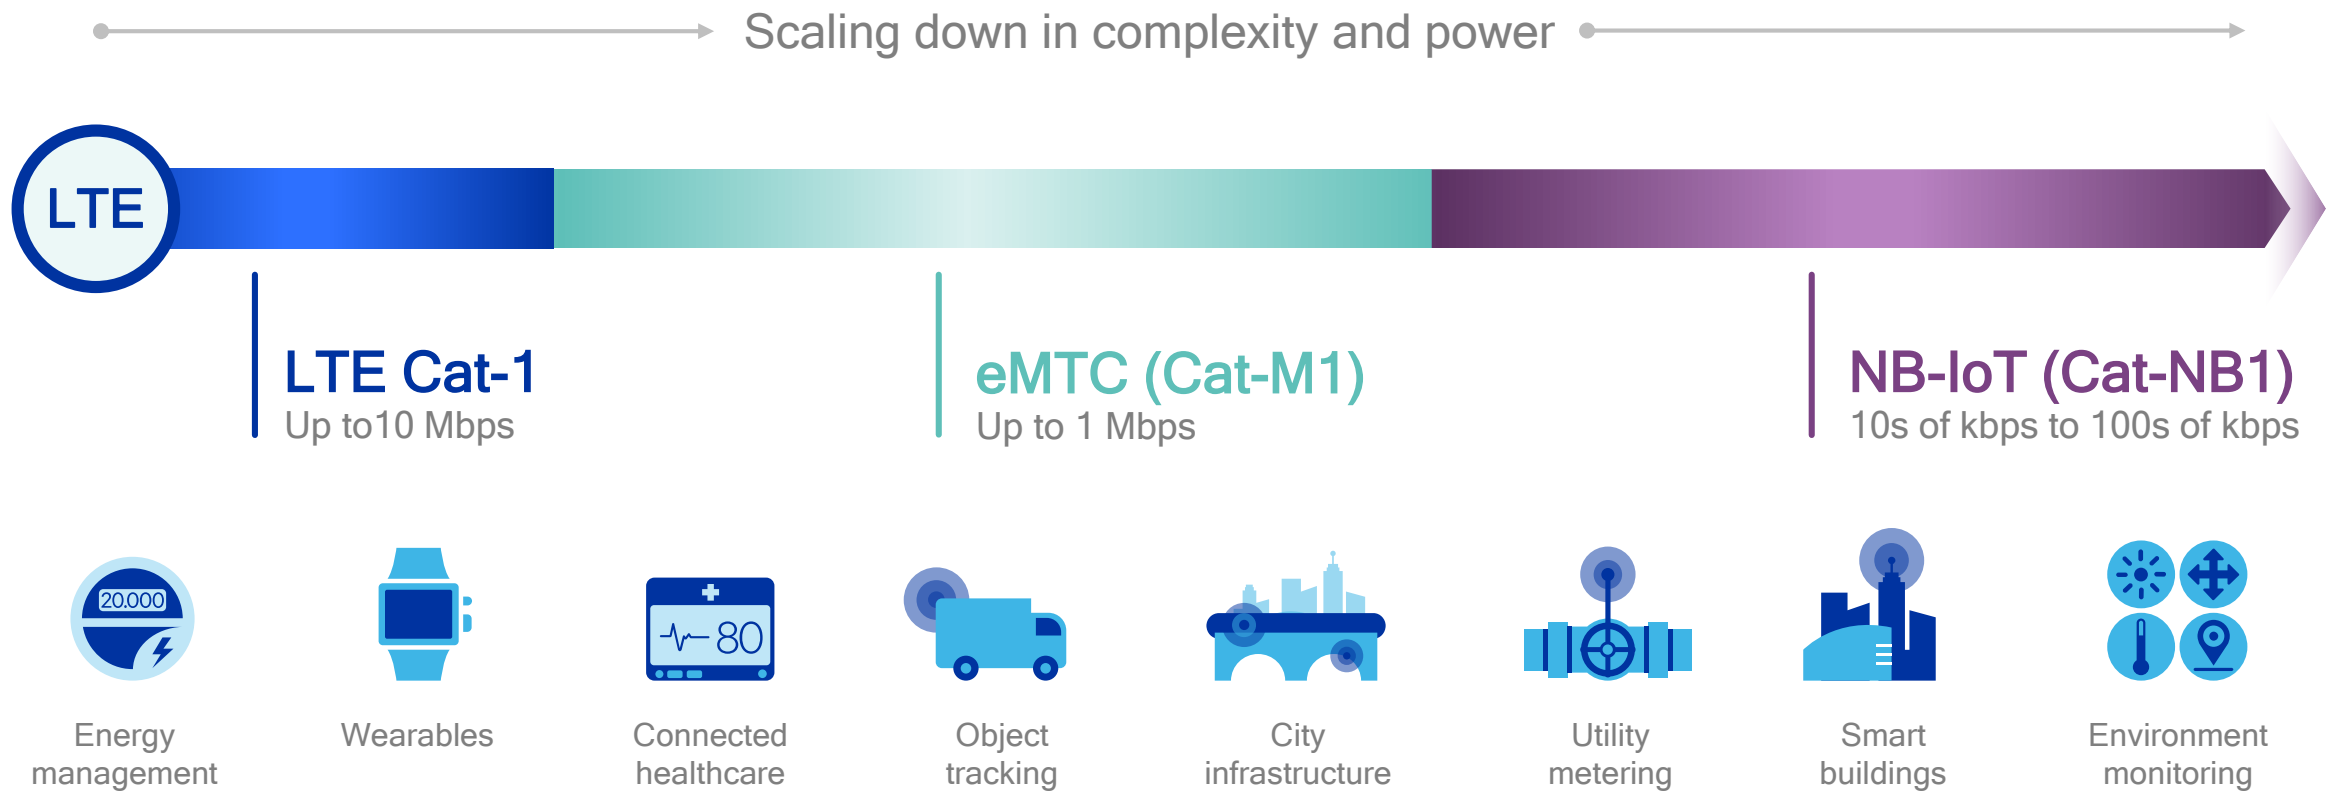 Scaling down in complexity and power
LTE
LTE Cat-1
Up to10 Mbps
eMTC (Cat-M1)
Up to 1 Mbps
NB-IoT (Cat-NB1)
10s of kbps to 100s of kbps
20.000
80
Energy
management
Wearables
Connected
healthcare
Object
tracking
City
infrastructure
Utility
metering
Smart
buildings
Environment
monitoring